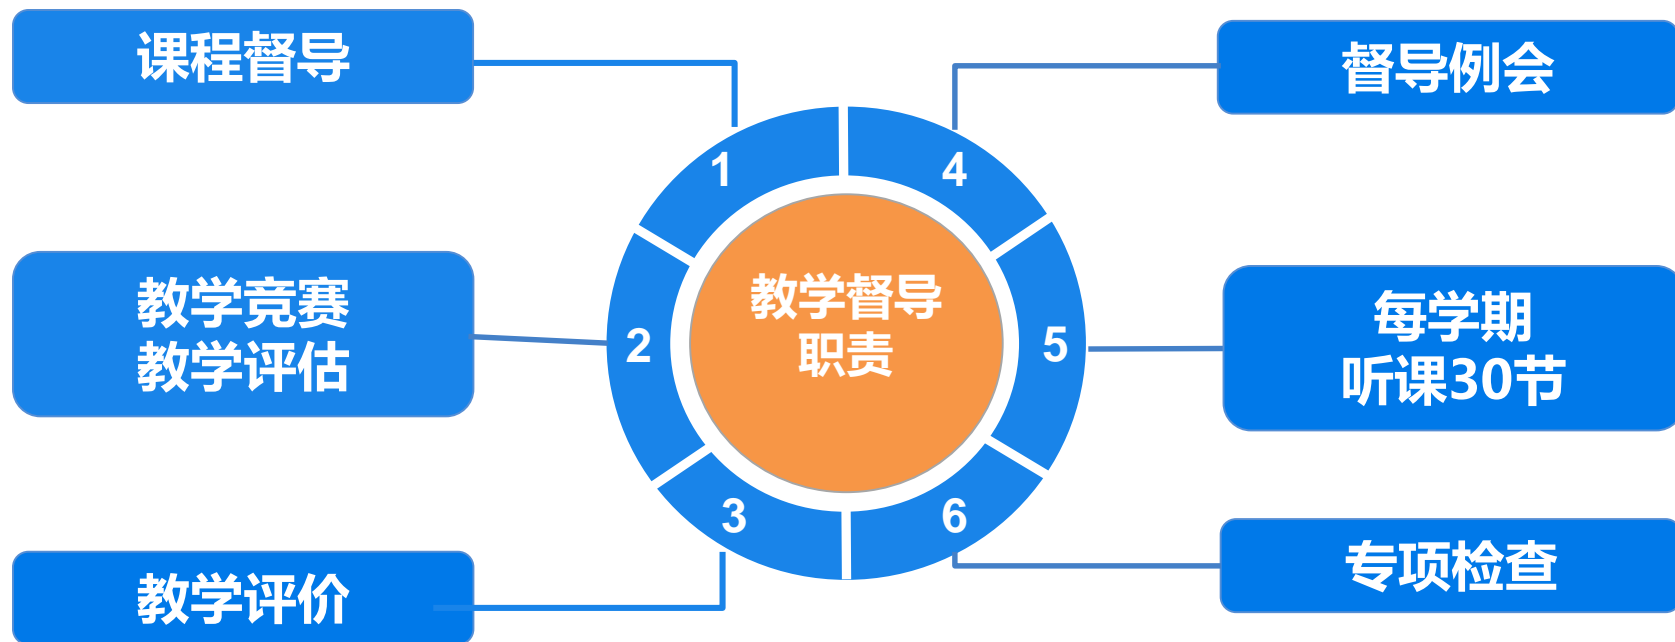 课程督导
督导例会
1
4
教学竞赛
教学评估
2
教学督导
职责
5
每学期
听课30节
3
6
教学评价
专项检查